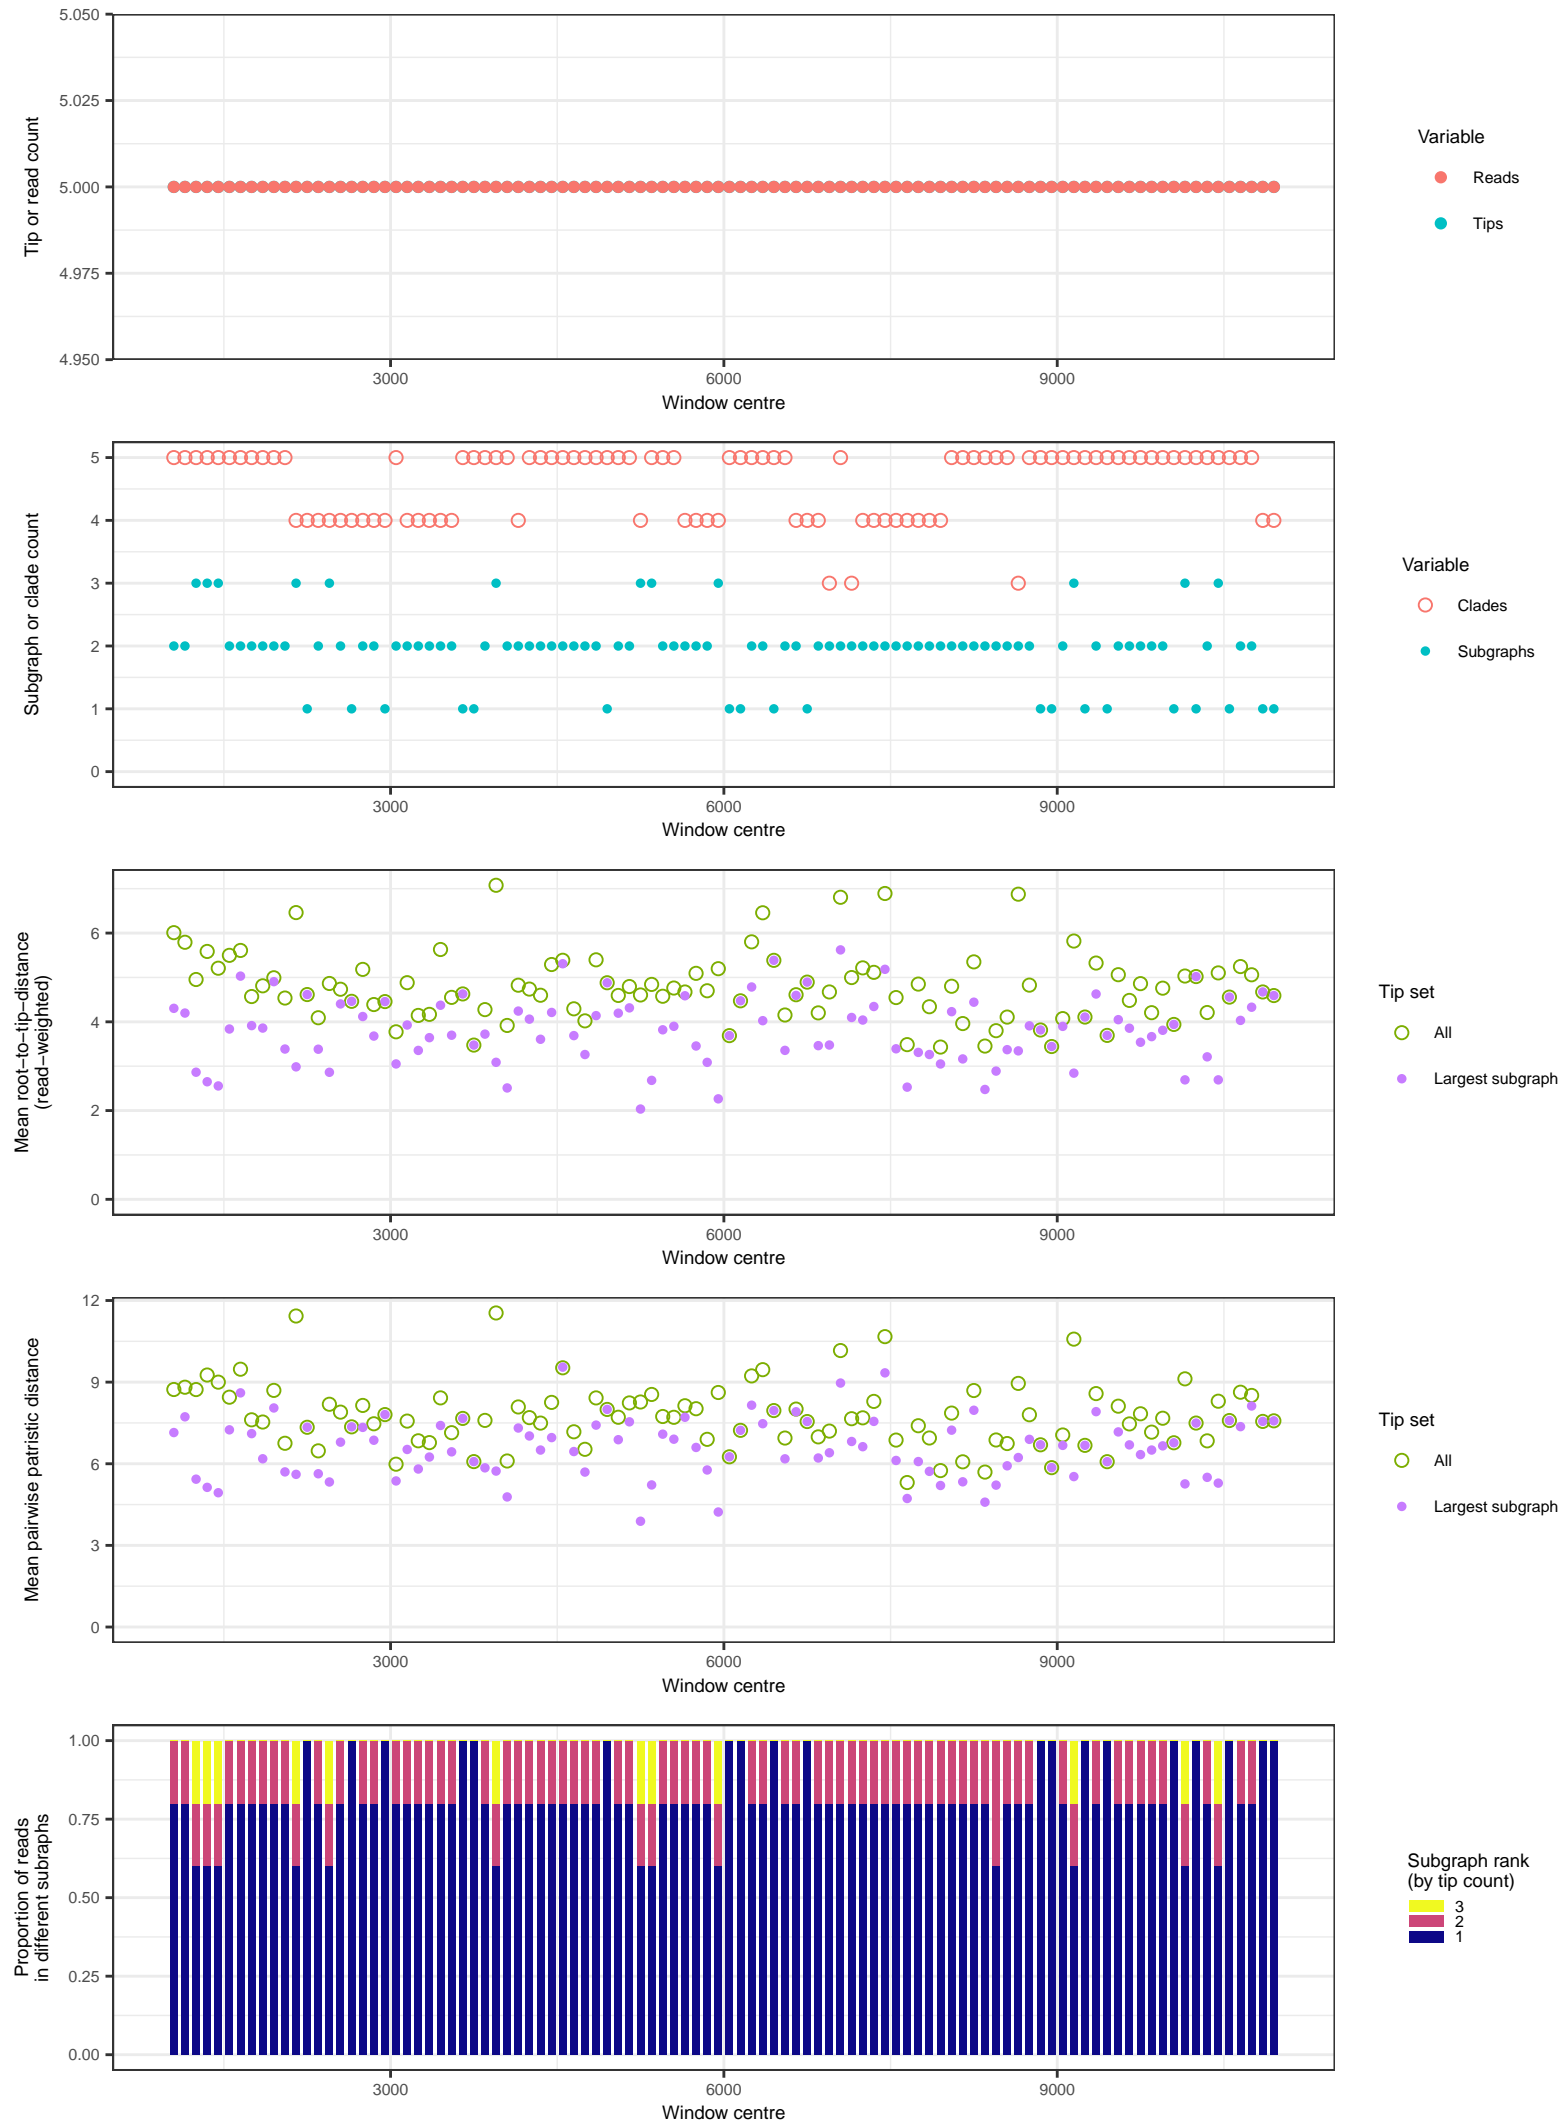 5.050
5.025
5.000
4.975
4.950
Tip or read count
3000
6000
9000
Window centre
Variable
Reads
Tips
5
4
3
2
1
0
Subgraph or clade count
3000
6000
9000
Window centre
Variable
Clades
Subgraphs
6
4
2
0
Mean root−to−tip−distance
(read−weighted)
3000
6000
9000
Window centre
Tip set
All
Largest subgraph
12
9
6
3
0
Mean pairwise patristic distance
3000
6000
9000
Window centre
Tip set
All
Largest subgraph
1.00
0.75
0.50
0.25
0.00
Proportion of reads
in different subraphs
3000
6000
9000
Window centre
Subgraph rank
(by tip count)
3
2
1